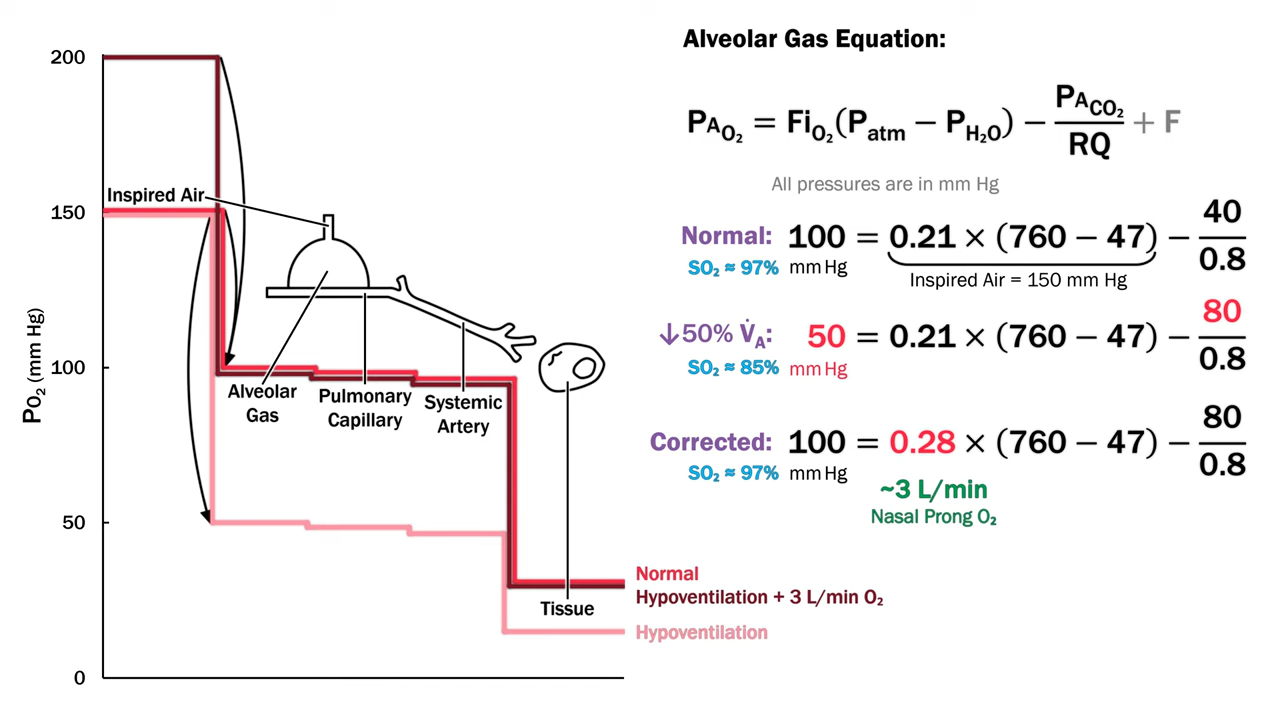 200
150
100
50
0
PO₂ (mm Hg)
Inspired Air
Alveolar
Gas
Pulmonary
Capillary
Systemic
Artery
Tissue
Normal
Hypoventilation + 3 L/min O₂
Hypoventilation
Alveolar Gas Equation:
PAO₂ = FiO₂(Patm − PH₂O) − PACO₂/RQ + F
All pressures are in mm Hg
Normal: 100 = 0.21 × (760 − 47) − 40/0.8
SO₂ ≈ 97% mm Hg
Inspired Air = 150 mm Hg
↓50% V̇A: 50 = 0.21 × (760 − 47) − 80/0.8
SO₂ ≈ 85% mm Hg
Corrected: 100 = 0.28 × (760 − 47) − 80/0.8
SO₂ ≈ 97% mm Hg
~3 L/min
Nasal Prong O₂